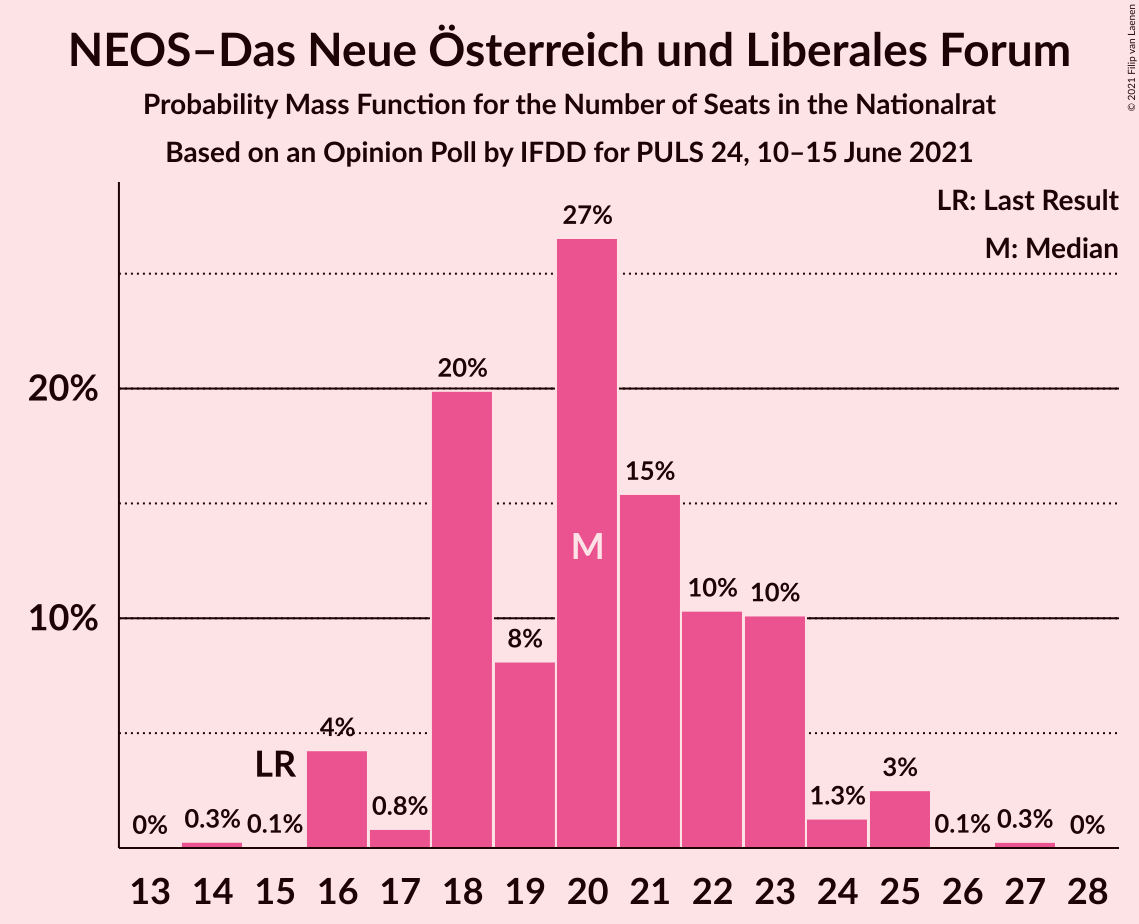 NEOS–Das Neue Österreich und Liberales Forum
Probability Mass Function for the Number of Seats in the Nationalrat
Based on an Opinion Poll by IFDD for PULS 24, 10–15 June 2021
© 2021 Filip van Laenen
LR: Last Result
M: Median
27%
20%
20%
15%
M
10%
10%
10%
8%
4%
LR
3%
1.3%
0.8%
0%
0.3%
0.1%
0.1%
0.3%
0%
13 14 15 16 17 18 19 20 21 22 23 24 25 26 27 28